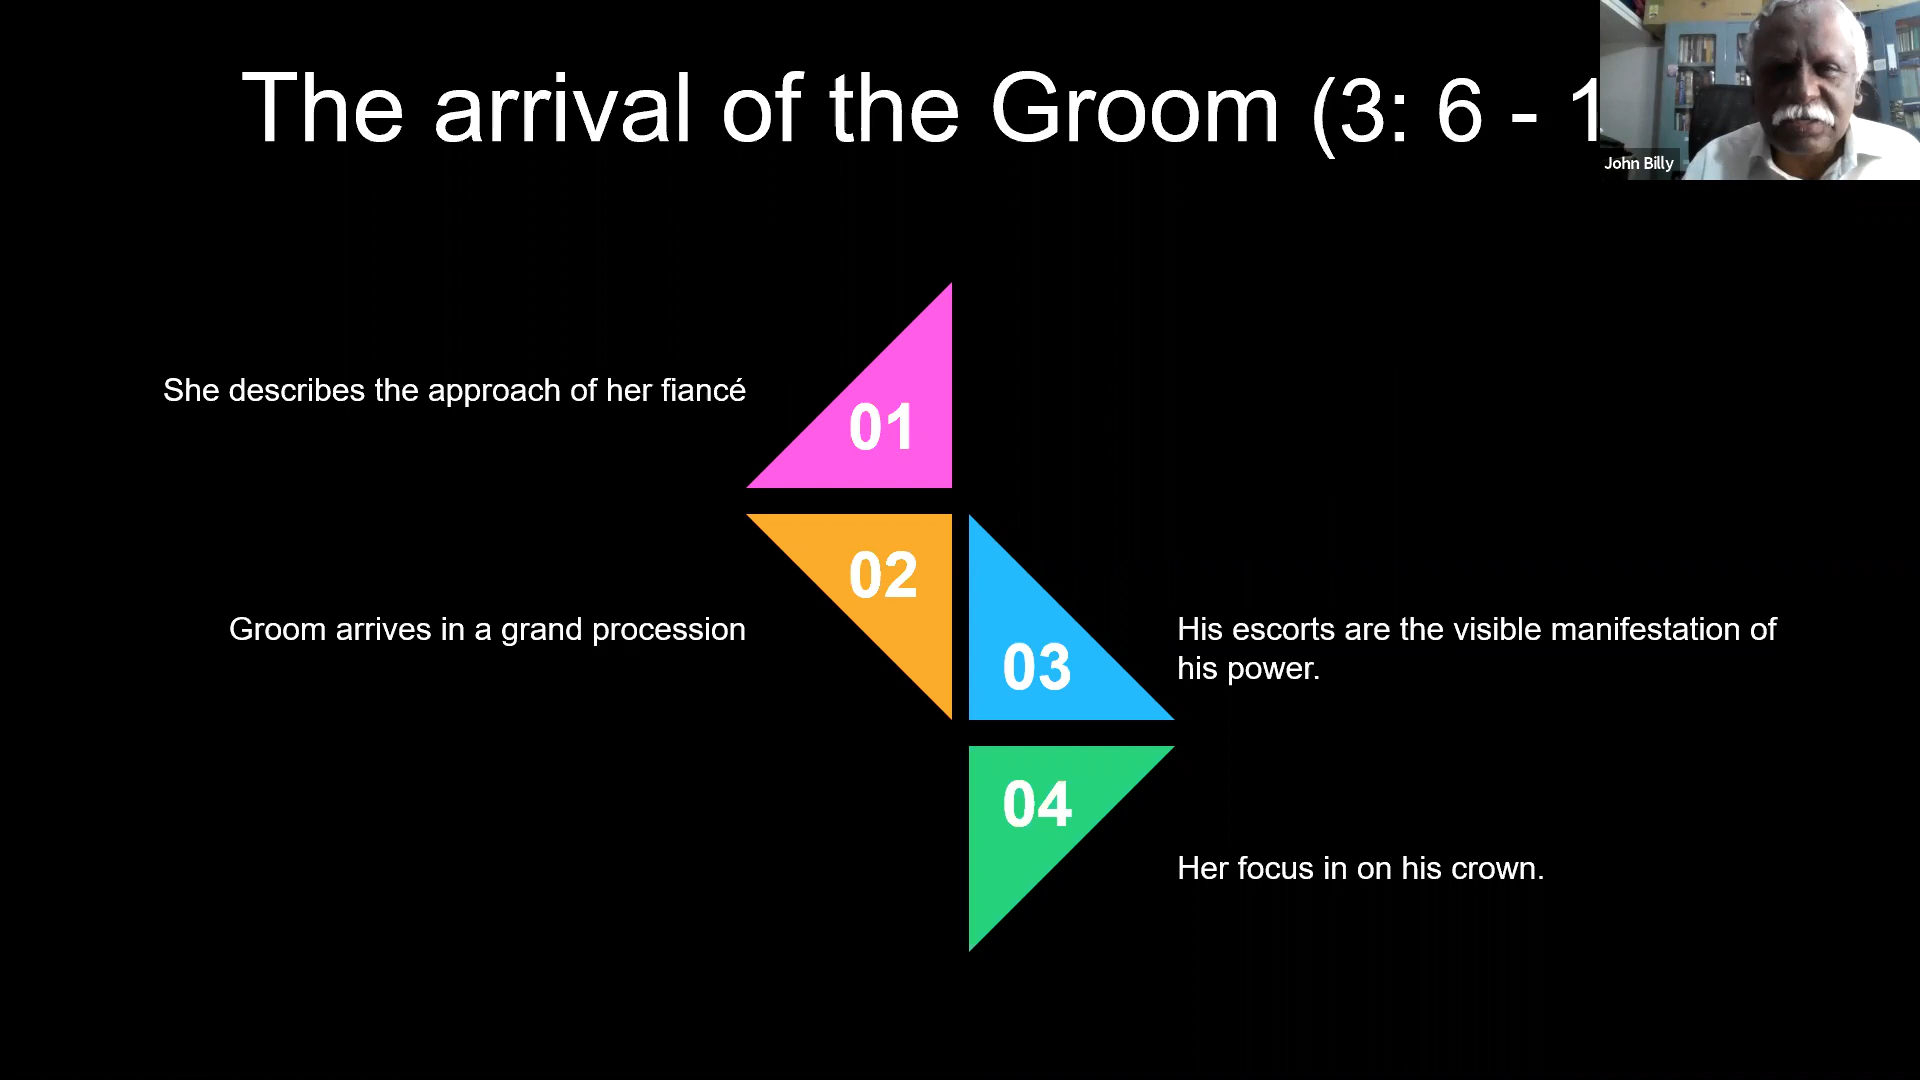 The arrival of the Groom (3: 6 - 1
John Billy
She describes the approach of her fiancé
01
02
Groom arrives in a grand procession
03
His escorts are the visible manifestation of
his power.
04
Her focus in on his crown.